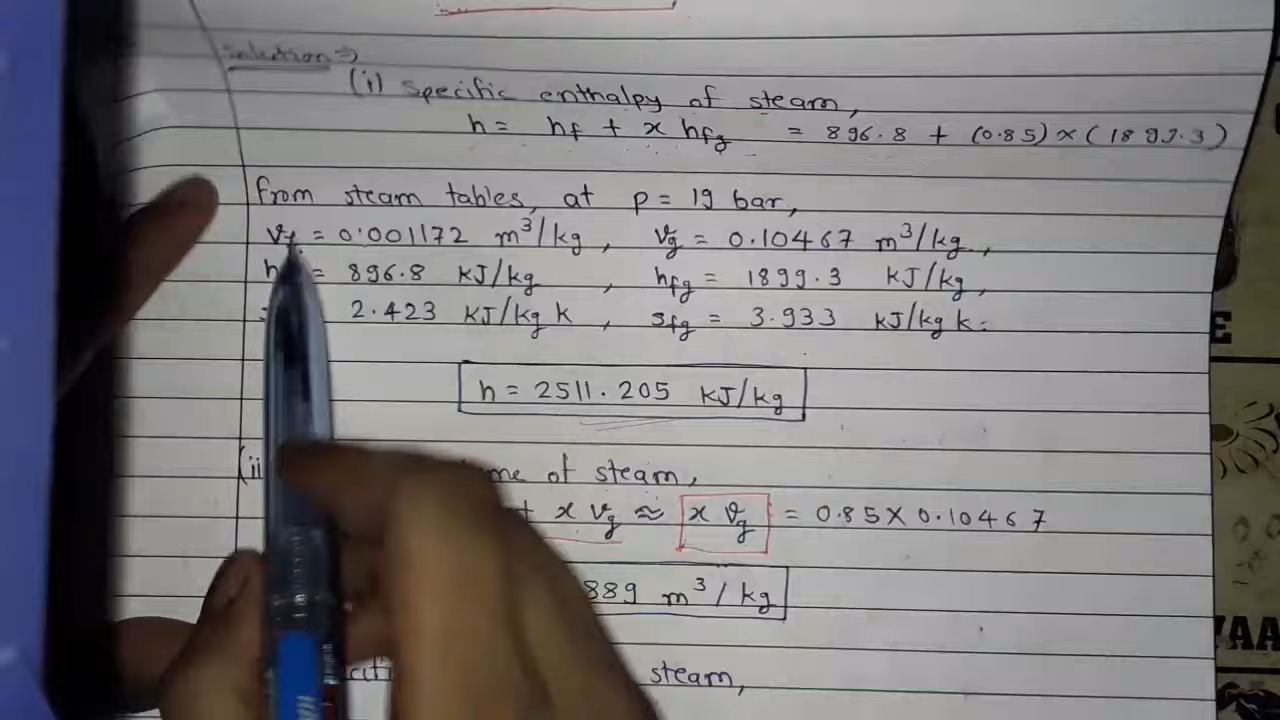 Solution ⇒
(i) Specific enthalpy of steam,
h = hf + x hfg = 896.8 + (0.85) × (1899.3)
from steam tables, at p = 19 bar,
vf = 0.001172 m³/kg, vg = 0.10467 m³/kg,
h = 896.8 KJ/kg, hfg = 1899.3 KJ/kg,
2.423 KJ/kg k, sfg = 3.933 KJ/kg k.
h = 2511.205 KJ/kg
(ii of steam,
+ x vg ≈ x vg = 0.85 × 0.10467
889 m³/kg
steam,